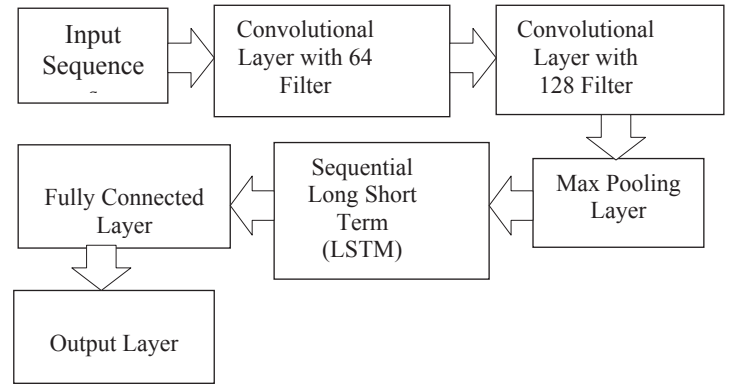 Input
Sequence
Convolutional
Layer with 64
Filter
Convolutional
Layer with
128 Filter
Max Pooling
Layer
Sequential
Long Short
Term
(LSTM)
Fully Connected
Layer
Output Layer